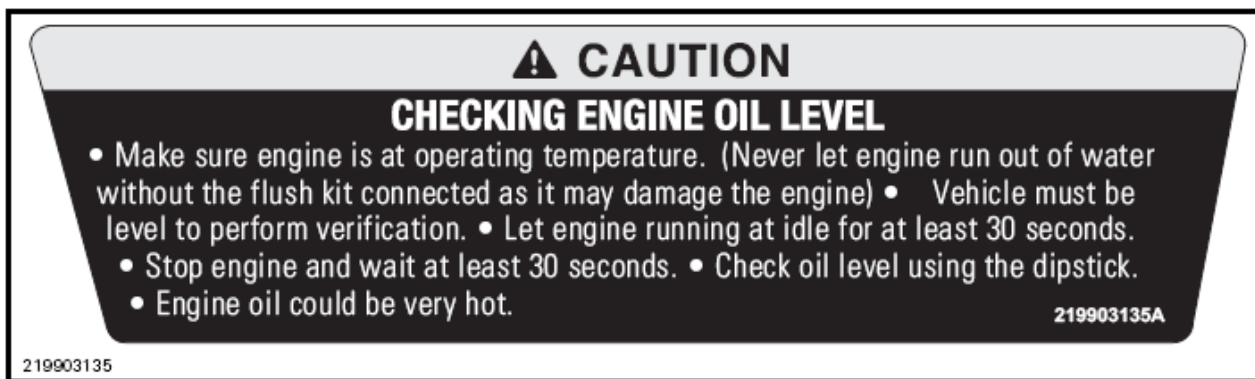 CAUTION
CHECKING ENGINE OIL LEVEL
• Make sure engine is at operating temperature. (Never let engine run out of water
without the flush kit connected as it may damage the engine) • Vehicle must be
level to perform verification. • Let engine running at idle for at least 30 seconds.
• Stop engine and wait at least 30 seconds. • Check oil level using the dipstick.
• Engine oil could be very hot.
219903135A
219903135